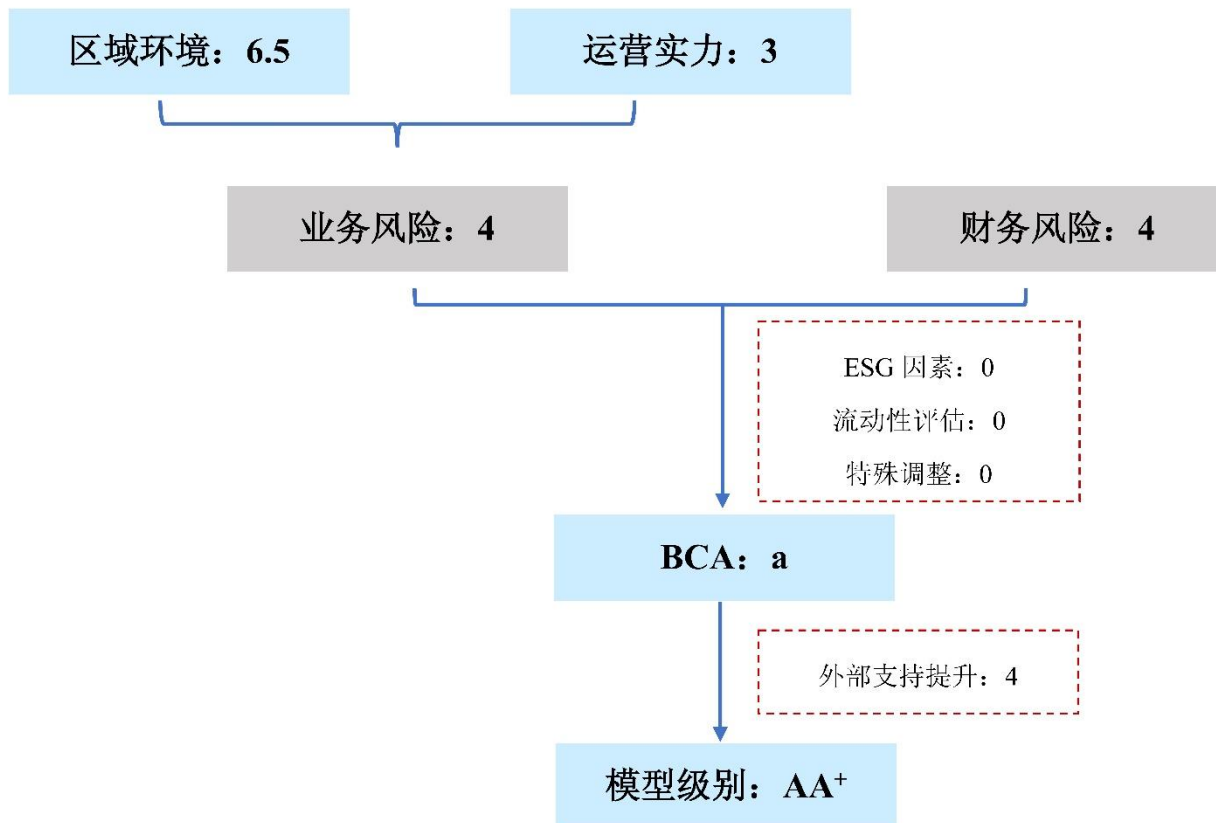 区域环境：6.5
运营实力：3
业务风险：4
财务风险：4
ESG 因素：0
流动性评估：0
特殊调整：0
BCA：a
外部支持提升：4
模型级别：AA⁺